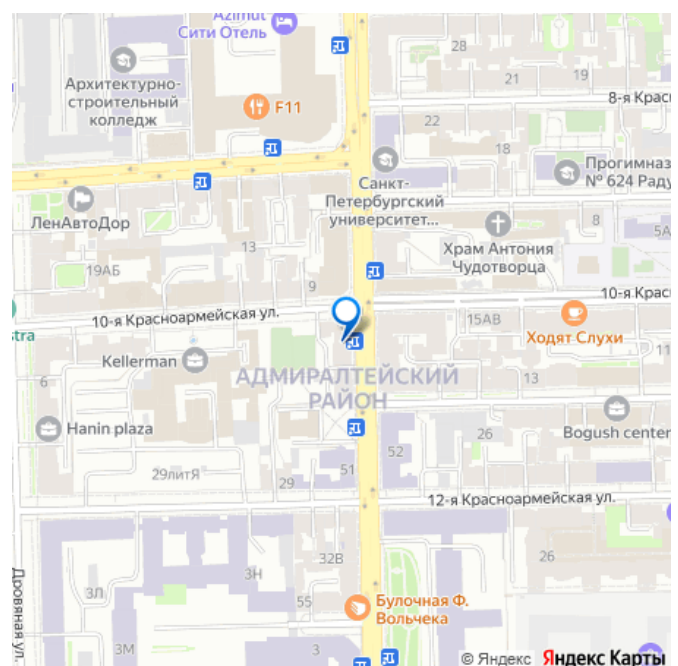 Azimut
Сити Отель
28
Архитектурно-
строительный
колледж
F11
21
19
8-я Крас
22
18
Санкт-
Петербургский
университет...
Прогимназ
№ 624 Раду
ЛенАвтоДор
13
8
5А
Храм Антония
Чудотворца
19АБ
9
10-я Крас
10-я Красноармейская ул.
15АВ
Ходят Слухи
stra
Kellerman
11
6
АДМИРАЛТЕЙСКИЙ
РАЙОН
13
Hanin plaza
26
Bogush center
52
51
29литЯ
29
12-я Красноармейская ул.
32В
26
3Н
3Л
55
Булочная Ф.
Вольчека
Дровяная ул.
3М
3
© Яндекс Яндекс Карты